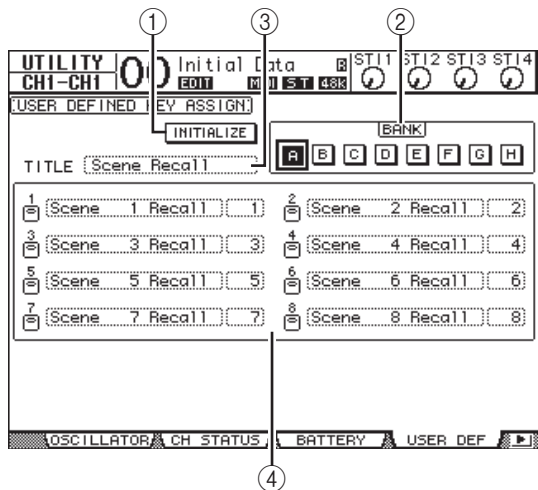 ① ③ ②
UTILITY 00 Initial Data R ST1 ST2 ST3 ST4
CH1-CH1 EDIT ST 48k
USER DEFINED KEY ASSIGN
INITIALIZE
BANK
A B C D E F G H
TITLE Scene Recall
1 Scene 1 Recall 1 2 Scene 2 Recall 2
3 Scene 3 Recall 3 4 Scene 4 Recall 4
5 Scene 5 Recall 5 6 Scene 6 Recall 6
7 Scene 7 Recall 7 8 Scene 8 Recall 8
OSCILLATOR CH STATUS BATTERY USER DEF
④